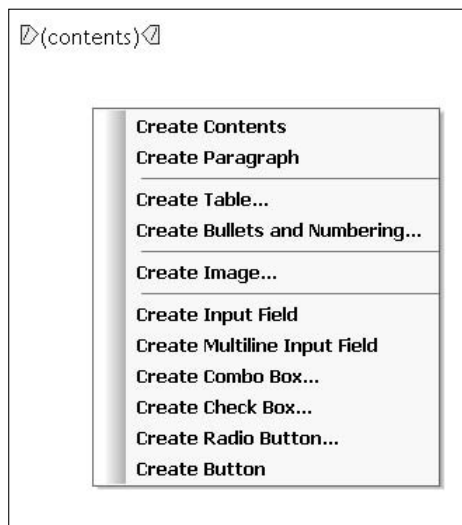 (contents)
Create Contents
Create Paragraph
Create Table...
Create Bullets and Numbering...
Create Image...
Create Input Field
Create Multiline Input Field
Create Combo Box...
Create Check Box...
Create Radio Button...
Create Button